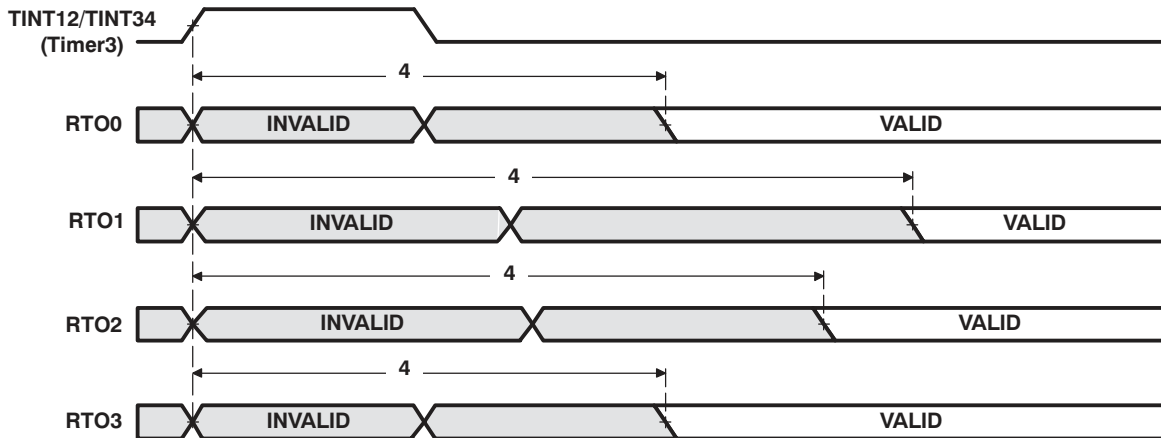 TINT12/TINT34
(Timer3)
4
RTO0 INVALID VALID
4
RTO1 INVALID VALID
4
RTO2 INVALID VALID
4
RTO3 INVALID VALID